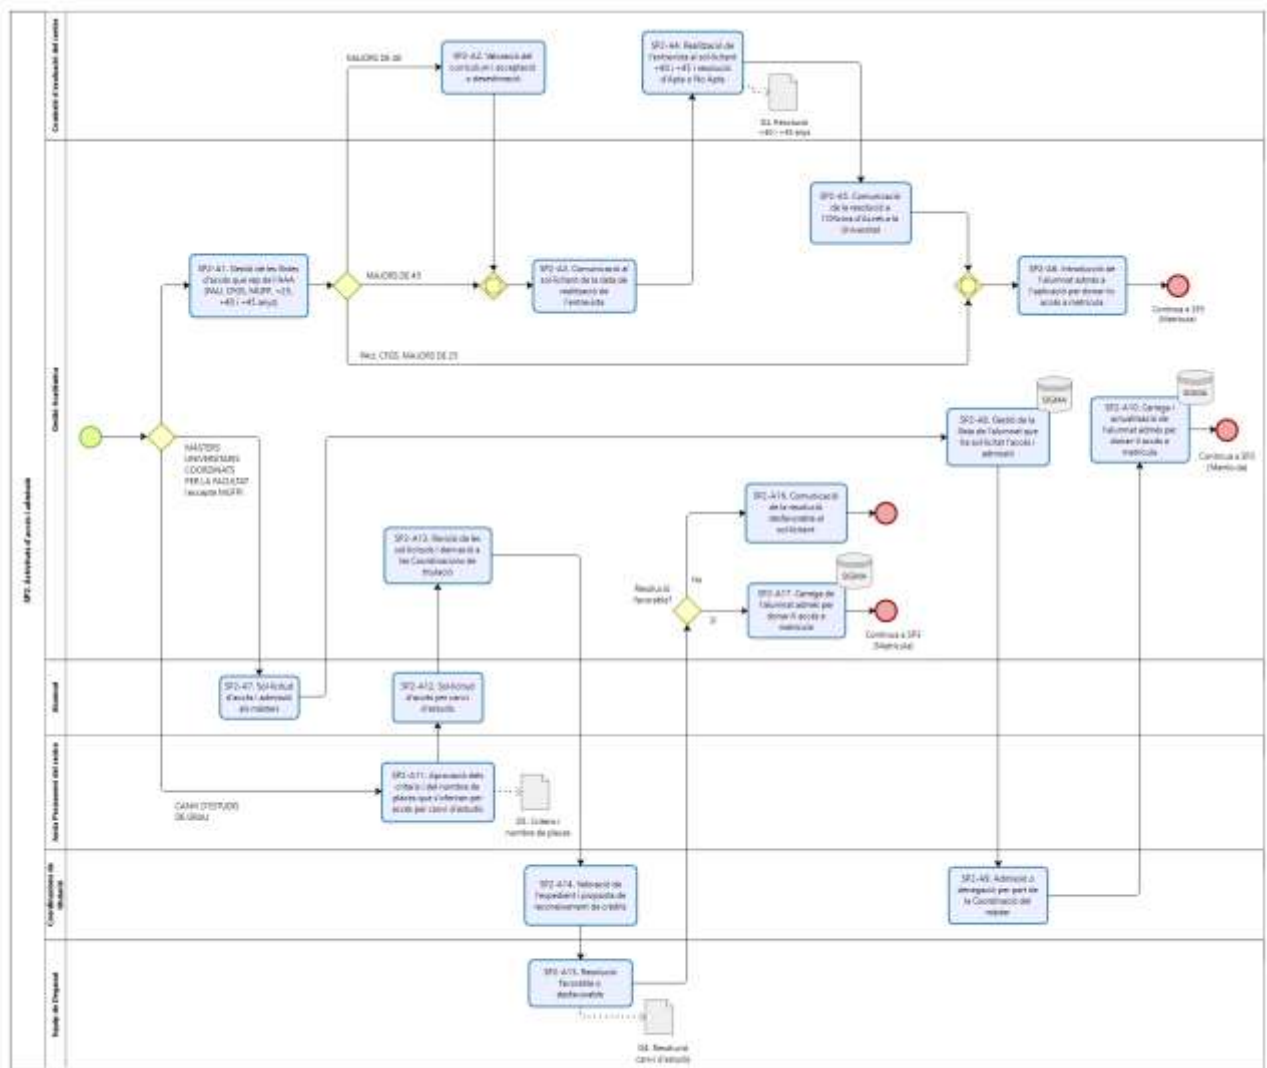 SP2. Activitats d'accés i admissió
Comissió d'avaluació del centre
MAJORS DE 40
SP2-A2. Valoració del
currículum i acceptació
o desestimació
SP2-A4. Realització de
l'entrevista al sol·licitant
+40 i +45 i resolució
d'Apte o No Apte
D2. Resolució
+40 i +45 anys
Gestió Acadèmica
SP2-A1. Gestió de les llistes
d'accés que rep de l'AAA
(PAU, CFGS, MUFP, +25,
+40 i +45 anys)
MAJORS DE 45
SP2-A3. Comunicació al
sol·licitant de la data de
realització de
l'entrevista
SP2-A5. Comunicació
de la resolució a
l'Oficina d'Accés a la
Universitat
SP2-A6. Introducció de
l'alumnat admès a
l'aplicació per donar-lo
accés a matrícula
Continua a SP3
(Matrícula)
PAU, CFGS, MAJORS DE 25
MÀSTERS
UNIVERSITARIS
COORDINATS
PER LA FACULTAT
(excepte MUFP)
SP2-A8. Gestió de la
llista de l'alumnat que
ha sol·licitat l'accés i
admissió
SIGMA
SP2-A10. Càrrega i
actualització de
l'alumnat admès per
donar-li accés a
matrícula
SIGMA
Continua a SP3
(Matrícula)
SP2-A13. Revisió de les
sol·licituds i derivació a
les Coordinacions de
titulació
Resolució
favorable?
No
Sí
SP2-A16. Comunicació
de la resolució
desfavorable al
sol·licitant
SP2-A17. Càrrega de
l'alumnat admès per
donar-li accés a
matrícula
SIGMA
Continua a SP3
(Matrícula)
Alumnat
SP2-A7. Sol·licitud
d'accés i admissió
als màsters
SP2-A12. Sol·licitud
d'accés per canvi
d'estudis
Junta Permanent del centre
CANVI D'ESTUDIS
DE GRAU
SP2-A11. Aprovació dels
criteris i del nombre de
places que s'ofereixen per
accés per canvi d'estudis
D3. Criteris i
nombre de places
Coordinacions de
titulació
SP2-A14. Valoració de
l'expedient i proposta de
reconeixement de crèdits
SP2-A9. Admissió o
denegació per part de
la Coordinació del
màster
Equip de Deganat
SP2-A15. Resolució
favorable o
desfavorable
D4. Resolució
canvi d'estudis